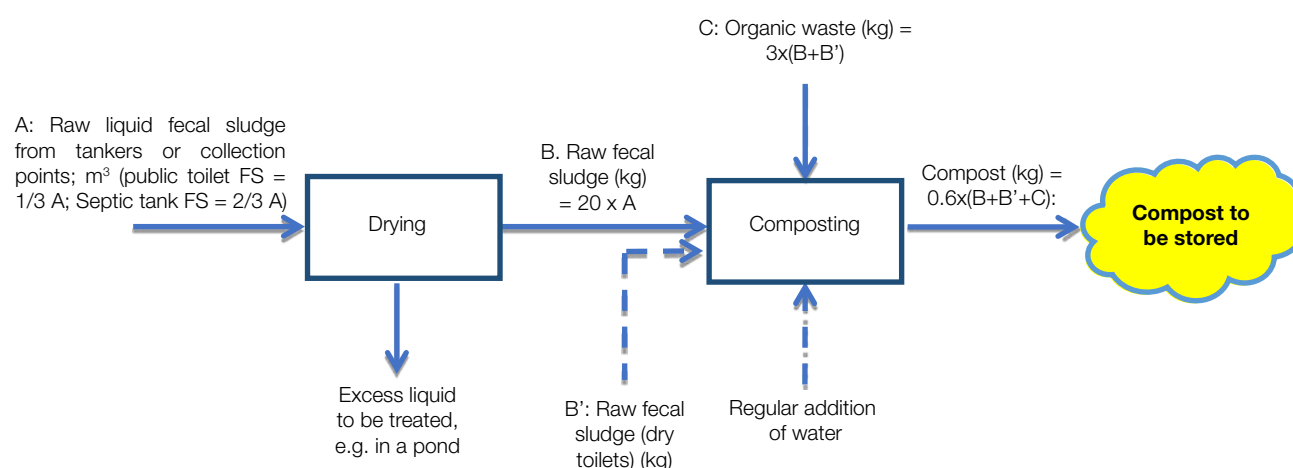 C: Organic waste (kg) =
3x(B+B’)
A: Raw liquid fecal sludge
from tankers or collection
points; m³ (public toilet FS =
1/3 A; Septic tank FS = 2/3 A)
B. Raw fecal
sludge (kg)
= 20 x A
Compost (kg) =
0.6x(B+B’+C):
Drying
Composting
Compost to
be stored
Excess liquid
to be treated,
e.g. in a pond
B’: Raw fecal
sludge (dry
toilets) (kg)
Regular addition
of water